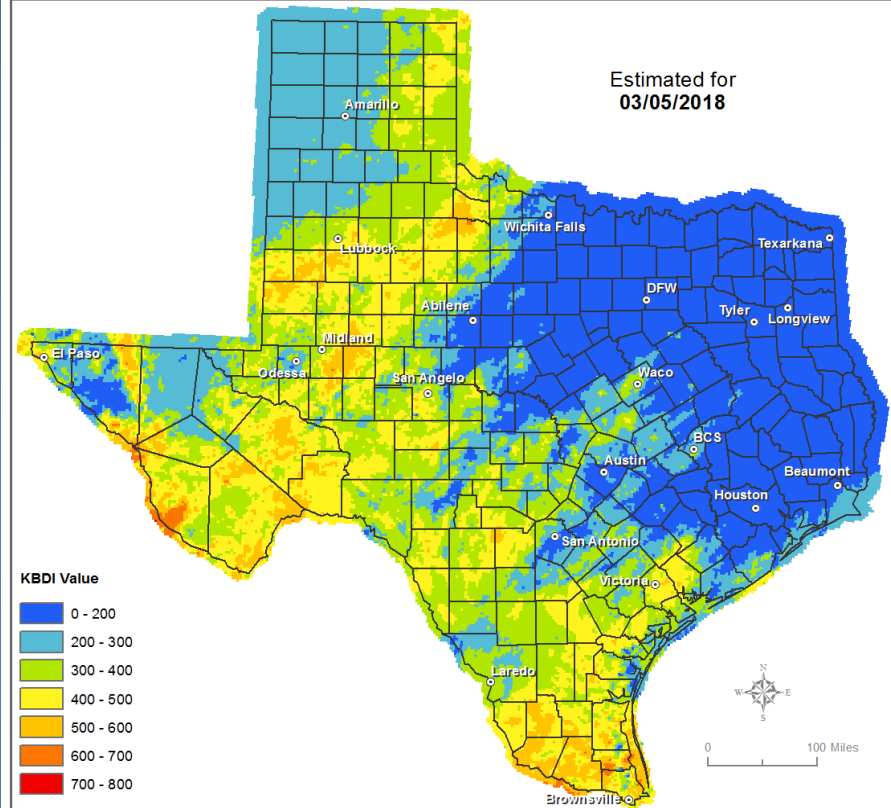 Estimated for
03/05/2018
Amarillo
Wichita Falls
Lubbock
Texarkana
DFW
Abilene
Tyler
Longview
Midland
El Paso
Odessa
San Angelo
Waco
BCS
Austin
Beaumont
Houston
San Antonio
Victoria
Laredo
Brownsville
KBDI Value
0 - 200
200 - 300
300 - 400
400 - 500
500 - 600
600 - 700
700 - 800
N
W E
S
0 100 Miles